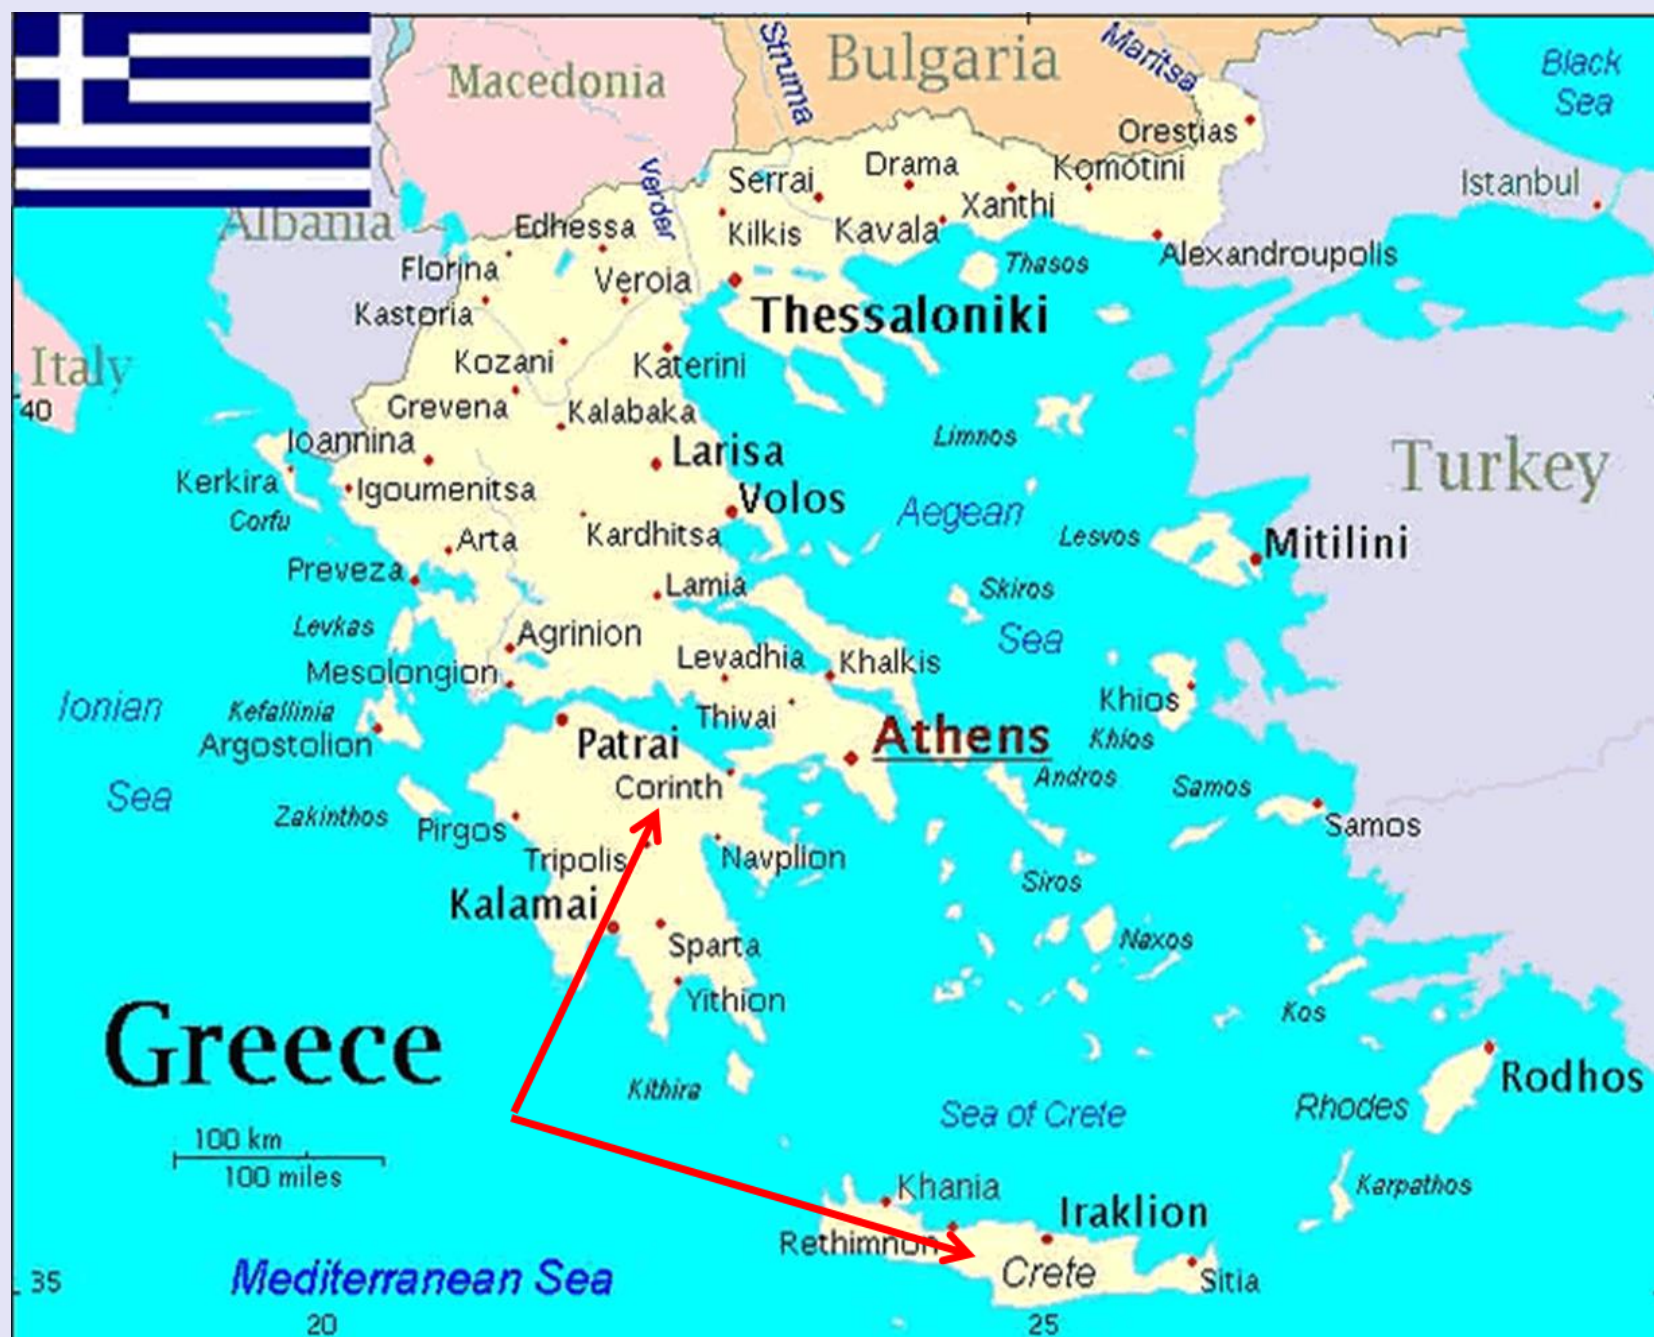 Macedonia
Struma
Bulgaria
Maritsa
Black
Sea
Orestias
Drama
Komotini
Serrai
Istanbul
Verder
Xanthi
Albania
Edhessa
Kilkis
Kavala
Alexandroupolis
Florina
Veroia
Thasos
Kastoria
Thessaloniki
Italy
Kozani
Katerini
40
Grevena
Kalabaka
Ioannina
Limnos
Larisa
Turkey
Kerkira
Igoumenitsa
Volos
Corfu
Aegean
Arta
Kardhitsa
Lesvos
Mitilini
Preveza
Lamia
Skiros
Levkas
Agrinion
Sea
Levadhia
Khalkis
Mesolongion
Khios
Ionian
Kefallinia
Thivai
Argostolion
Patrai
Athens
Khios
Corinth
Andros
Samos
Sea
Zakinthos
Pirgos
Samos
Tripolis
Navplion
Siros
Kalamai
Sparta
Naxos
Yithion
Kos
Greece
Kithira
Rodhos
Sea of Crete
Rhodes
100 km
100 miles
Khania
Karpathos
Iraklion
Rethimnon
Mediterranean Sea
Crete
Sitia
35
20
25